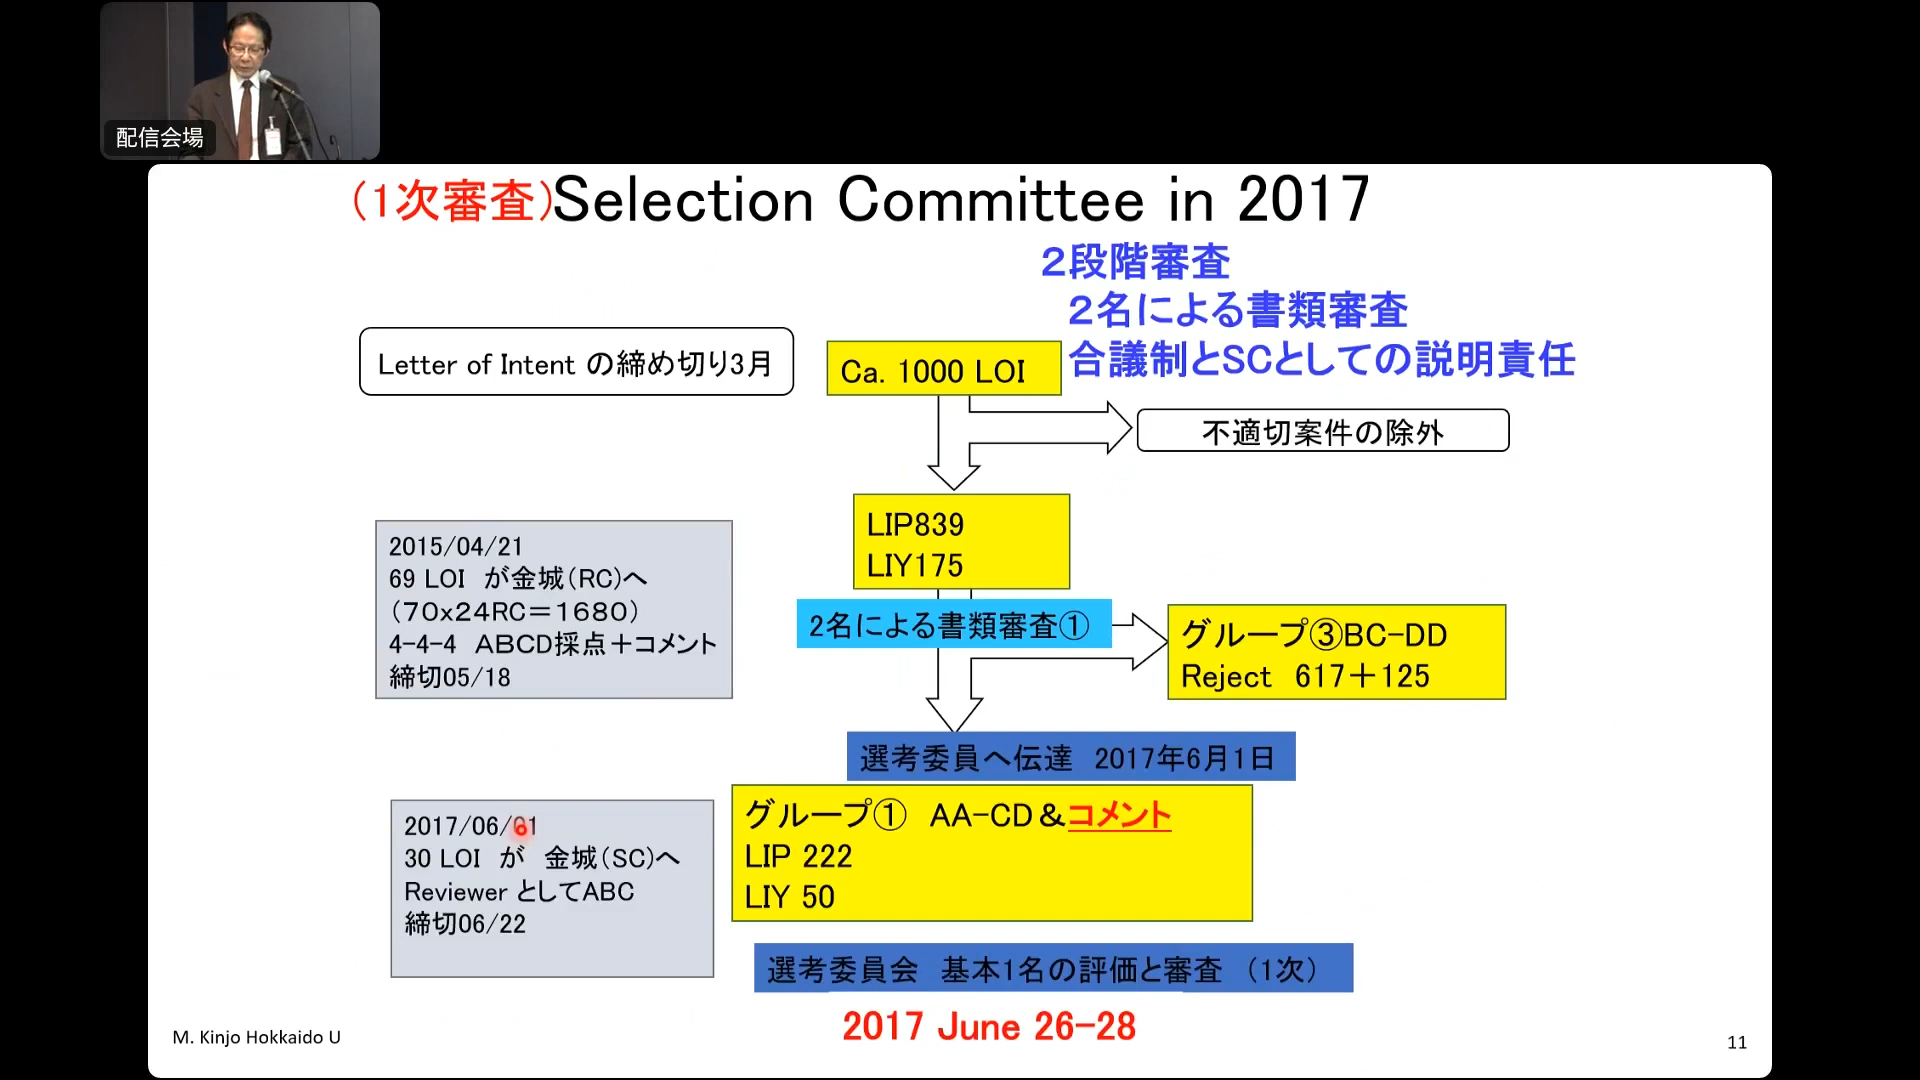 配信会場
(1次審査)Selection Committee in 2017
2段階審査
2名による書類審査
合議制とSCとしての説明責任
Letter of Intent の締め切り3月
Ca. 1000 LOI
不適切案件の除外
LIP839
LIY175
2015/04/21
69 LOI が金城(RC)へ
(70x24RC=1680)
4-4-4 ABCD採点+コメント
締切05/18
2名による書類審査①
グループ③BC-DD
Reject 617+125
選考委員へ伝達 2017年6月1日
2017/06/01
30 LOI が 金城(SC)へ
Reviewer としてABC
締切06/22
グループ① AA-CD&コメント
LIP 222
LIY 50
選考委員会 基本1名の評価と審査 (1次)
2017 June 26-28
M. Kinjo Hokkaido U
11